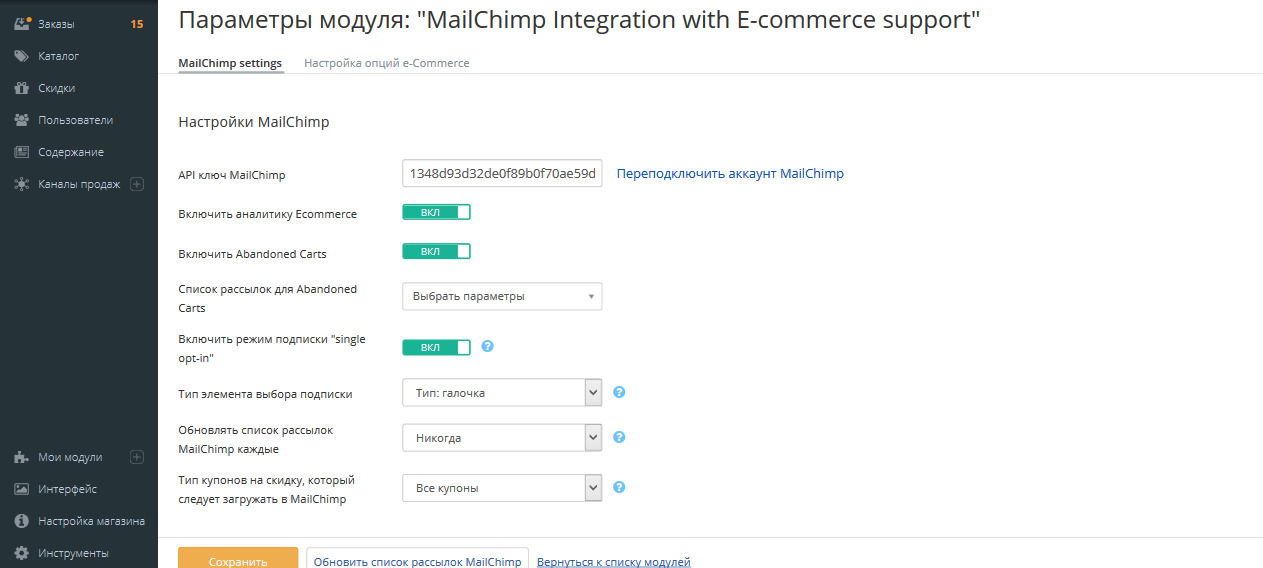 Параметры модуля: "MailChimp Integration with E-commerce support"
Заказы 15
Каталог
Скидки
Пользователи
Содержание
Каналы продаж
Мои модули
Интерфейс
Настройка магазина
Инструменты
MailChimp settings Настройка опций e-Commerce
Настройки MailChimp
API ключ MailChimp 1348d93d32de0f89b0f70ae59d Переподключить аккаунт MailChimp
Включить аналитику Ecommerce ВКЛ
Включить Abandoned Carts ВКЛ
Список рассылок для Abandoned
Carts
Выбрать параметры
Включить режим подписки "single
opt-in"
ВКЛ ?
Тип элемента выбора подписки Тип: галочка ?
Обновлять список рассылок
MailChimp каждые
Никогда ?
Тип купонов на скидку, который
следует загружать в MailChimp
Все купоны ?
Сохранить Обновить список рассылок MailChimp Вернуться к списку модулей